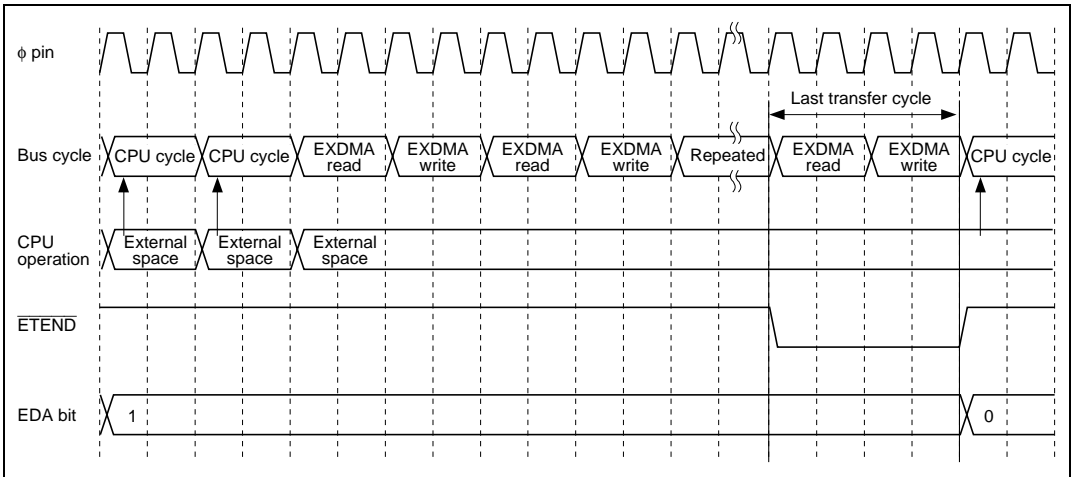 φ pin
Last transfer cycle
Bus cycle CPU cycle CPU cycle EXDMA read EXDMA write EXDMA read EXDMA write Repeated EXDMA read EXDMA write CPU cycle
CPU operation External space External space External space
ETEND
EDA bit 1 0